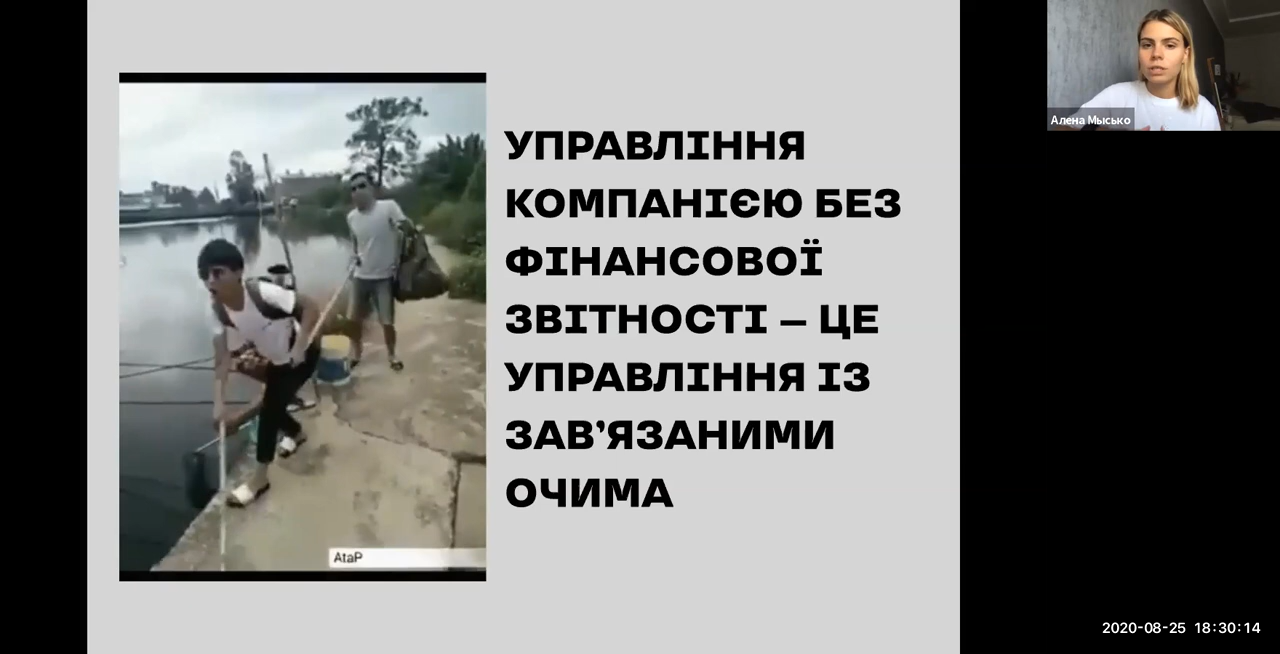 УПРАВЛІННЯ
КОМПАНІЄЮ БЕЗ
ФІНАНСОВОЇ
ЗВІТНОСТІ – ЦЕ
УПРАВЛІННЯ ІЗ
ЗАВ’ЯЗАНИМИ
ОЧИМА
AtaP
Алена Мысько
2020-08-25 18:30:14